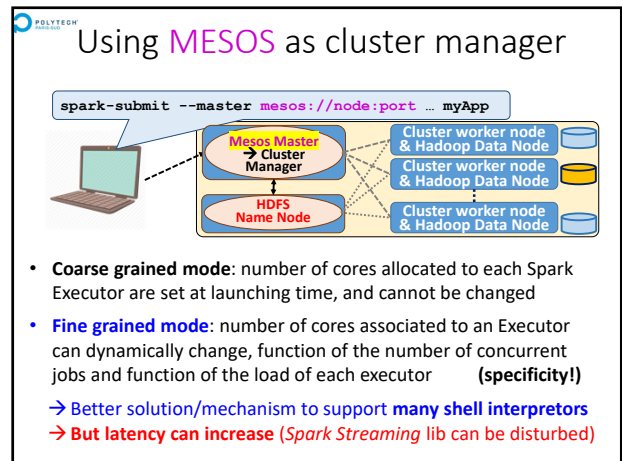 POLYTECH'
PARIS-SUD
Using MESOS as cluster manager
spark-submit --master mesos://node:port … myApp
Mesos Master
→ Cluster
Manager
HDFS
Name Node
Cluster worker node
& Hadoop Data Node
Cluster worker node
& Hadoop Data Node
Cluster worker node
& Hadoop Data Node
• Coarse grained mode: number of cores allocated to each Spark
Executor are set at launching time, and cannot be changed
• Fine grained mode: number of cores associated to an Executor
can dynamically change, function of the number of concurrent
jobs and function of the load of each executor (specificity!)
→ Better solution/mechanism to support many shell interpretors
→ But latency can increase (Spark Streaming lib can be disturbed)